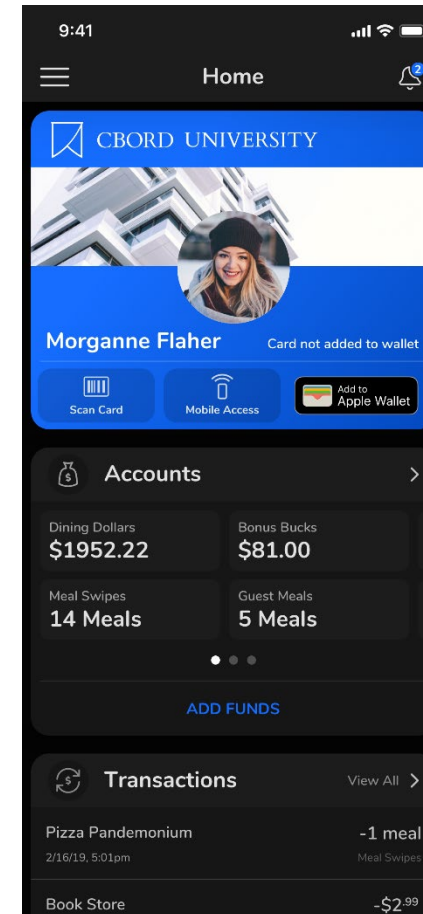 9:41
Home
2
CBORD UNIVERSITY
Morganne Flaher
Card not added to wallet
Scan Card
Mobile Access
Add to
Apple Wallet
$
Accounts
Dining Dollars
Bonus Bucks
$1952.22
$81.00
Meal Swipes
Guest Meals
14 Meals
5 Meals
ADD FUNDS
$
Transactions
View All
Pizza Pandemonium
-1 meal
2/16/19, 5:01pm
Meal Swipes
Book Store
-$2.99